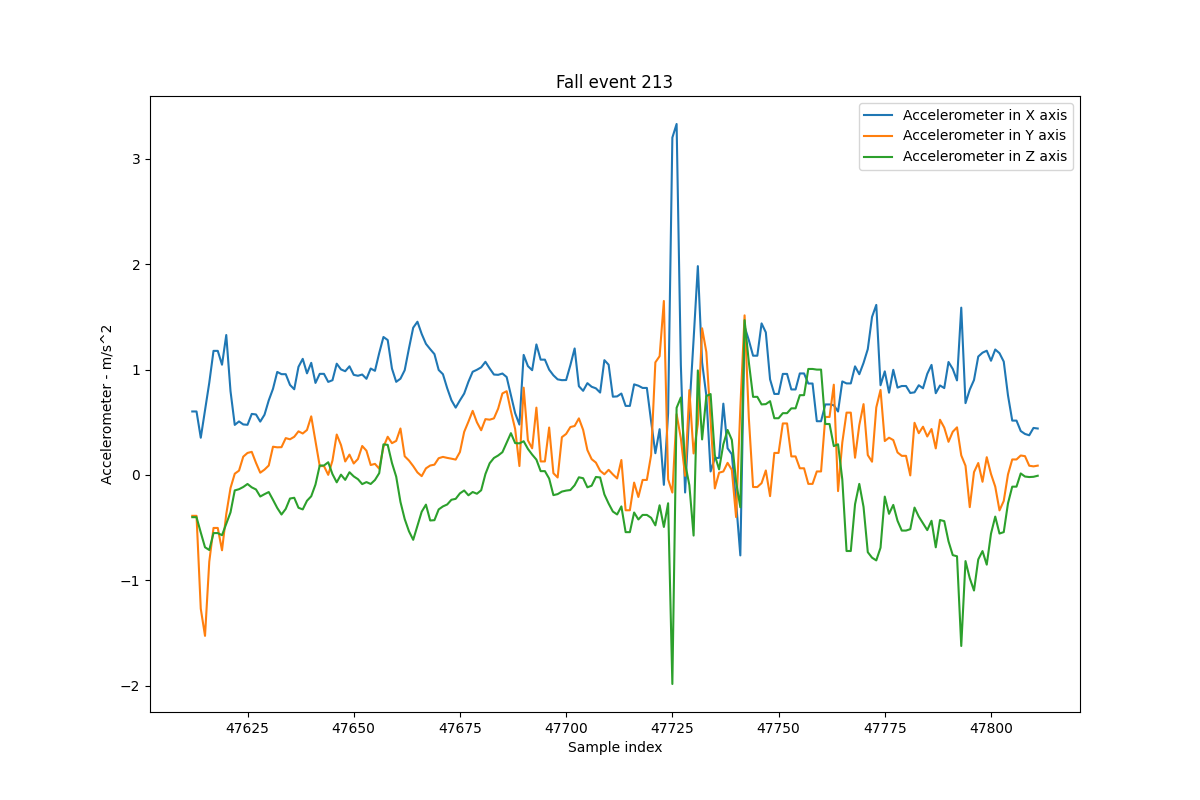 Fall event 213
Accelerometer in X axis
Accelerometer in Y axis
Accelerometer in Z axis
Accelerometer - m/s^2
3
2
1
0
−1
−2
47625 47650 47675 47700 47725 47750 47775 47800
Sample index